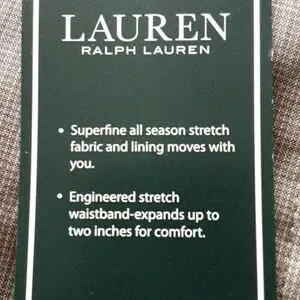 LAUREN
RALPH LAUREN
• Superfine all season stretch
fabric and lining moves with
you.
• Engineered stretch
waistband-expands up to
two inches for comfort.